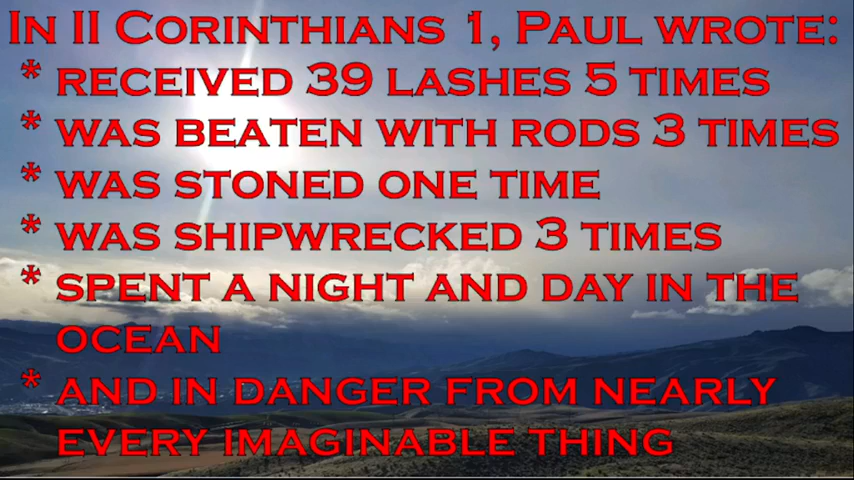 In II Corinthians 1, Paul wrote:
* received 39 lashes 5 times
* was beaten with rods 3 times
* was stoned one time
* was shipwrecked 3 times
* spent a night and day in the
ocean
* and in danger from nearly
every imaginable thing